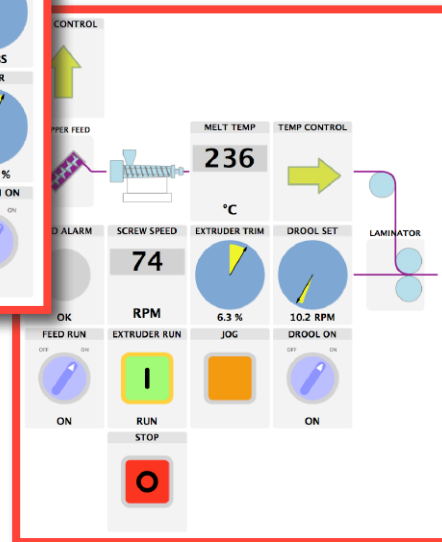 CONTROL
MELT TEMP
TEMP CONTROL
236
°C
ALARM
SCREW SPEED
EXTRUDER TRIM
DROOL SET
LAMINATOR
74
OK
RPM
6.3 %
10.2 RPM
FEED RUN
EXTRUDER RUN
JOG
DROOL ON
OFF
ON
I
OFF
ON
ON
RUN
ON
STOP
O
%
ON
ON